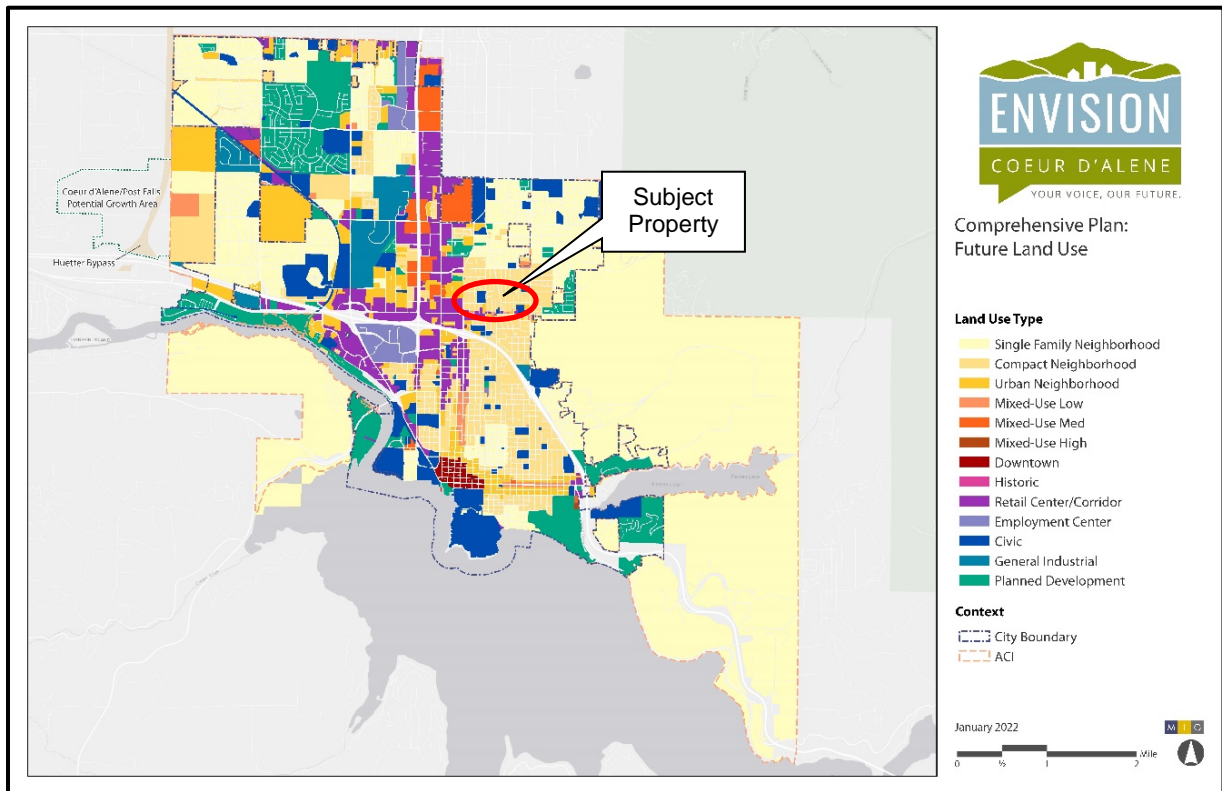 Subject
Property
Coeur d'Alene/Post Falls
Potential Growth Area
Huetter Bypass
ENVISION
COEUR D'ALENE
YOUR VOICE, OUR FUTURE.
Comprehensive Plan:
Future Land Use
Land Use Type
Single Family Neighborhood
Compact Neighborhood
Urban Neighborhood
Mixed-Use Low
Mixed-Use Med
Mixed-Use High
Downtown
Historic
Retail Center/Corridor
Employment Center
Civic
General Industrial
Planned Development
Context
City Boundary
ACI
January 2022
M I G
Mile
0 ½ 1 2